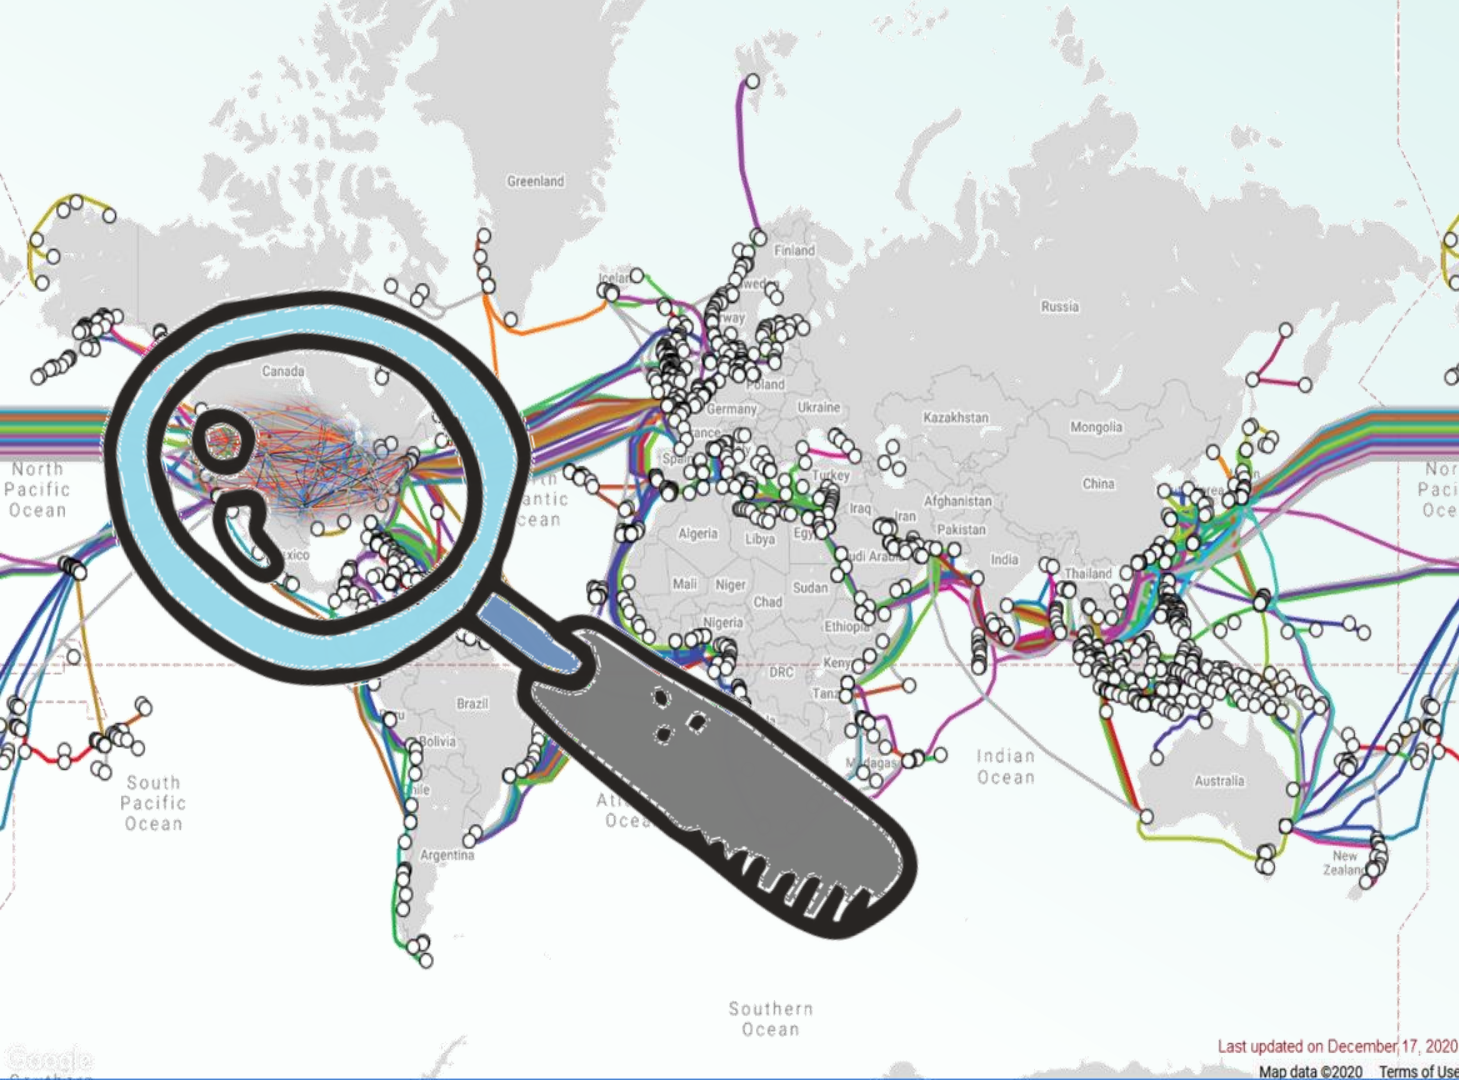 Greenland
Finland
Russia
Canada
Poland
Germany
Ukraine
Kazakhstan
Mongolia
Turkey
China
North
Pacific
Ocean
Iraq
Iran
Afghanistan
Pakistan
Algeria
Libya
India
Thailand
Mali
Niger
Chad
Sudan
Nigeria
Ethiopia
DRC
Brazil
Bolivia
Indian
Ocean
South
Pacific
Ocean
Australia
Argentina
New
Zealand
Southern
Ocean
Google
Last updated on December 17, 2020
Map data ©2020 Terms of Use